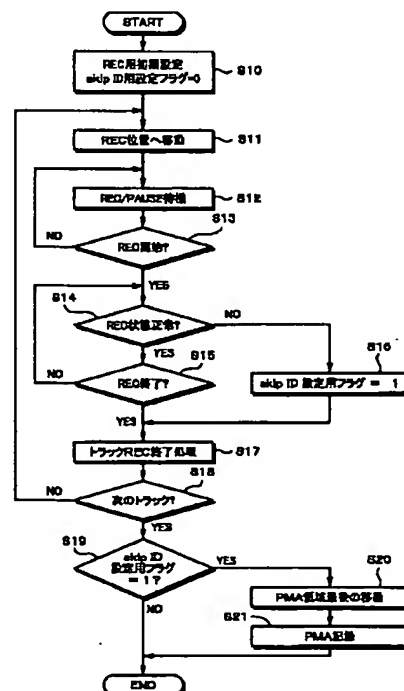 START
REC用初期設定
skip ID用設定フラグ=0
S10
REC位置へ移動
S11
REC/PAUSE待機
S12
S13
REC開始?
NO
YES
S14
REC状態正常?
NO
YES
S15
REC終了?
NO
YES
S16
skip ID 設定用フラグ = 1
トラックREC終了処理
S17
S18
次のトラック?
NO
YES
S19
skip ID
設定用フラグ
= 1?
YES
NO
S20
PMA領域最後の移動
S21
PMA記録
END